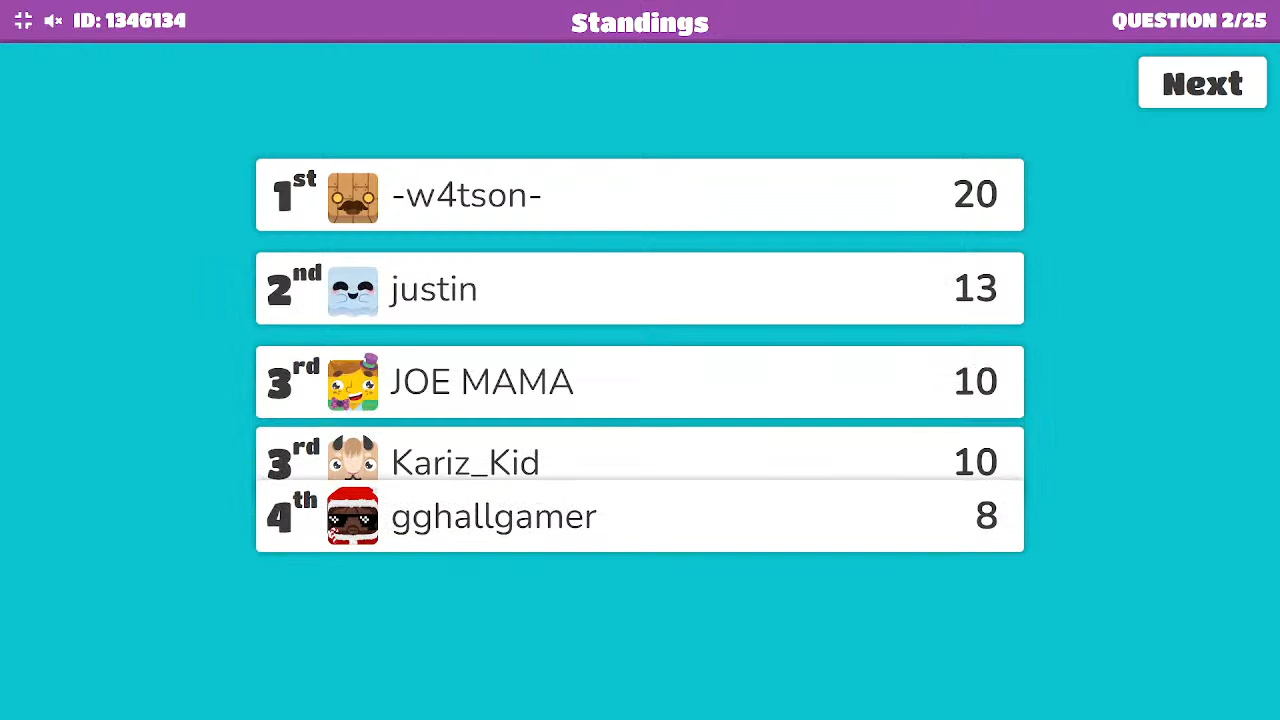 ID: 1346134
Standings
QUESTION 2/25
Next
1st -w4tson- 20
2nd justin 13
3rd JOE MAMA 10
3rd Kariz_Kid 10
4th gghallgamer 8